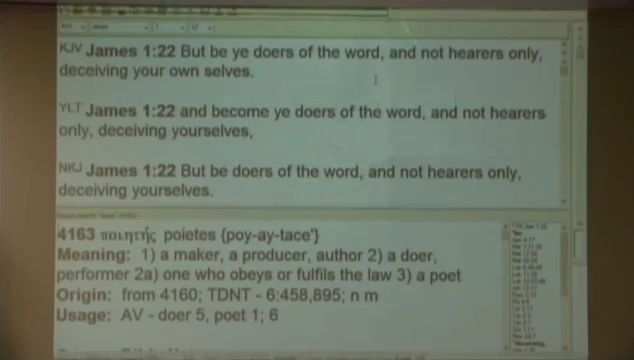 KJV James 1:22 But be ye doers of the word, and not hearers only,
deceiving your own selves.
YLT James 1:22 and become ye doers of the word, and not hearers
only, deceiving yourselves,
NKJ James 1:22 But be doers of the word, and not hearers only,
deceiving yourselves.
4163 ποιητής poietes {poy-ay-tace'}
Meaning: 1) a maker, a producer, author 2) a doer,
performer 2a) one who obeys or fulfils the law 3) a poet
Origin: from 4160; TDNT - 6:458,895; n m
Usage: AV - doer 5, poet 1; 6